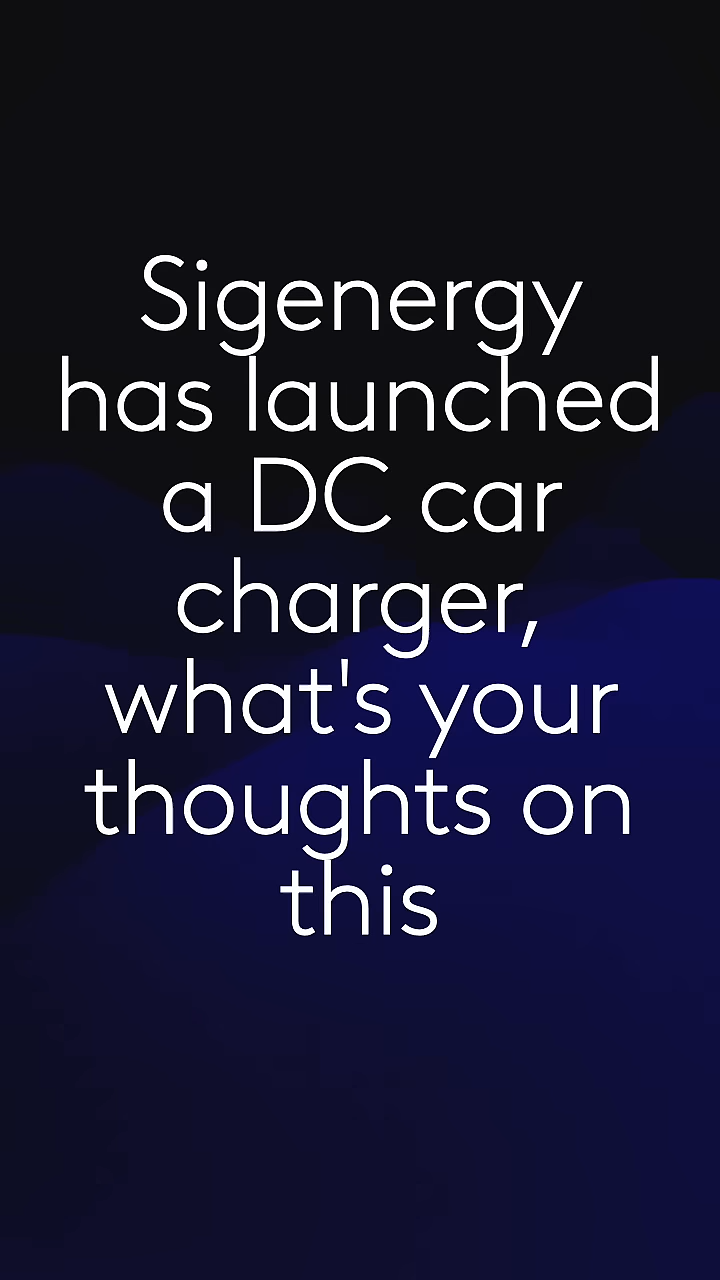 Sigenergy
has launched
a DC car
charger,
what's your
thoughts on
this